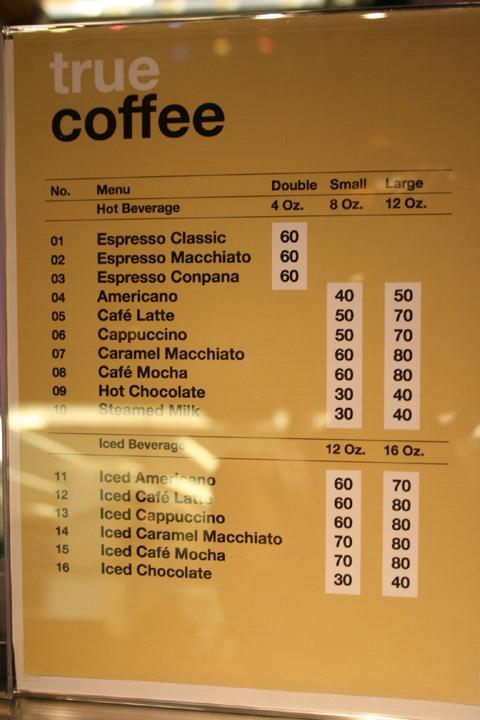 true
coffee
No. Menu Double Small Large
Hot Beverage 4 Oz. 8 Oz. 12 Oz.
01 Espresso Classic 60
02 Espresso Macchiato 60
03 Espresso Conpana 60
04 Americano 40 50
05 Café Latte 50 70
06 Cappuccino 50 70
07 Caramel Macchiato 60 80
08 Café Mocha 60 80
09 Hot Chocolate 30 40
10 Steamed Milk 30 40
Iced Beverage 12 Oz. 16 Oz.
11 Iced Americano 60 70
12 Iced Café Latte 60 80
13 Iced Cappuccino 60 80
14 Iced Caramel Macchiato 70 80
15 Iced Café Mocha 70 80
16 Iced Chocolate 30 40